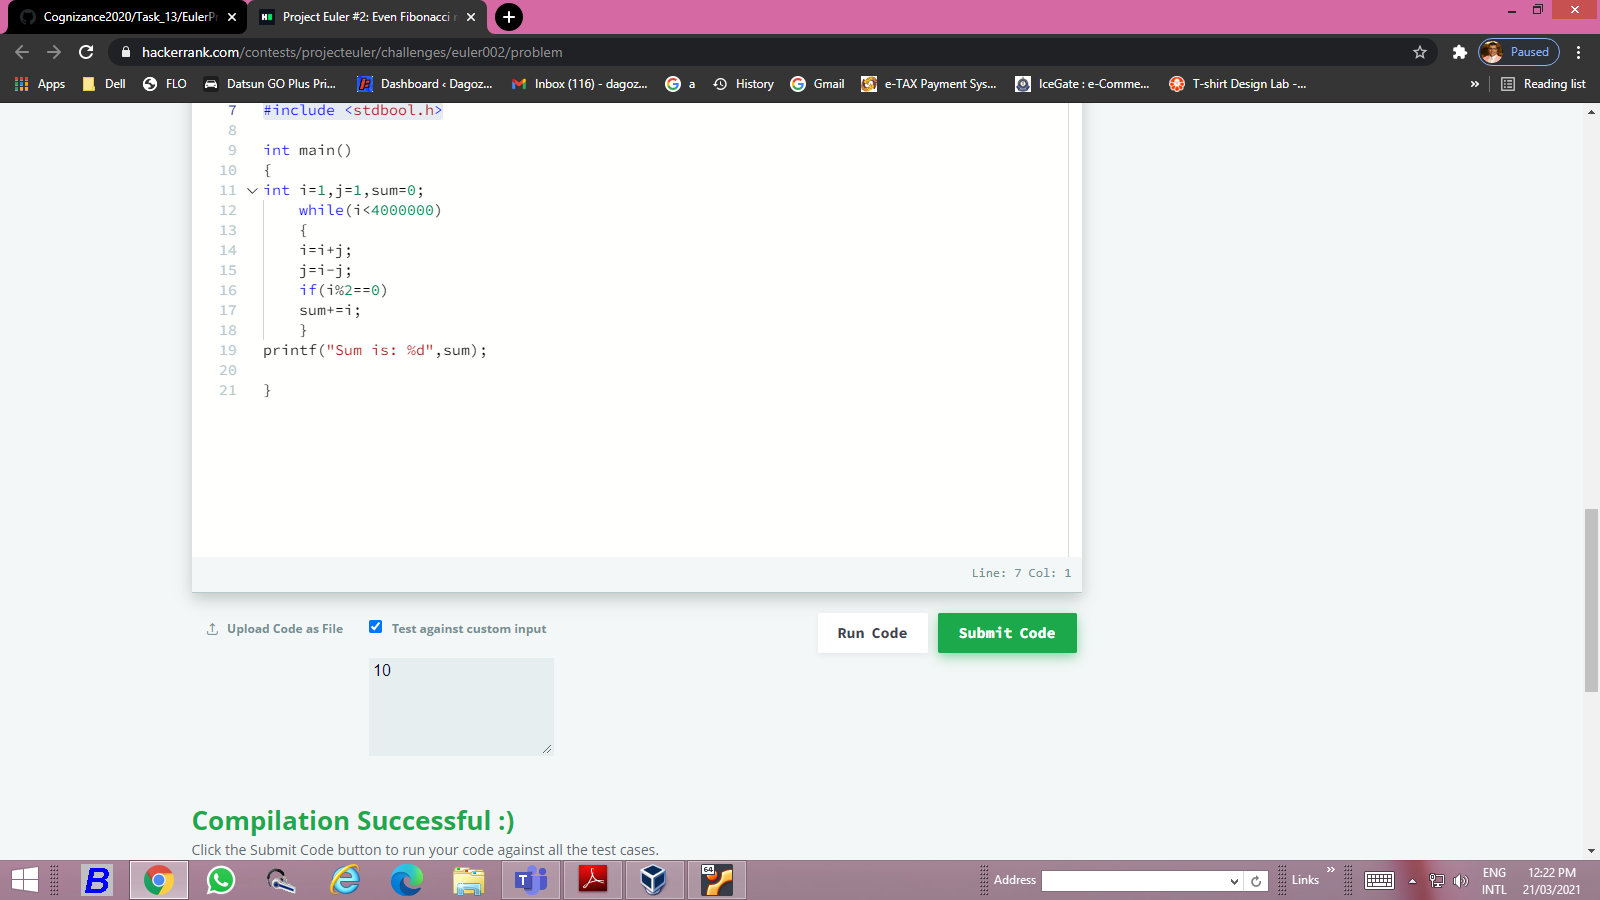 Cognizance2020/Task_13/EulerPr
Project Euler #2: Even Fibonacci n
hackerrank.com/contests/projecteuler/challenges/euler002/problem
Paused
Apps Dell FLO Datsun GO Plus Pri... Dashboard ‹ Dagoz... Inbox (116) - dagoz... a History Gmail e-TAX Payment Sys... IceGate : e-Comme... T-shirt Design Lab -... » Reading list
7 #include <stdbool.h>
8
9 int main()
10 {
11 int i=1,j=1,sum=0;
12 while(i<4000000)
13 {
14 i=i+j;
15 j=i-j;
16 if(i%2==0)
17 sum+=i;
18 }
19 printf("Sum is: %d",sum);
20
21 }
Line: 7 Col: 1
Upload Code as File Test against custom input Run Code Submit Code
10
Compilation Successful :)
Click the Submit Code button to run your code against all the test cases.
Address Links » ENG 12:22 PM
INTL 21/03/2021